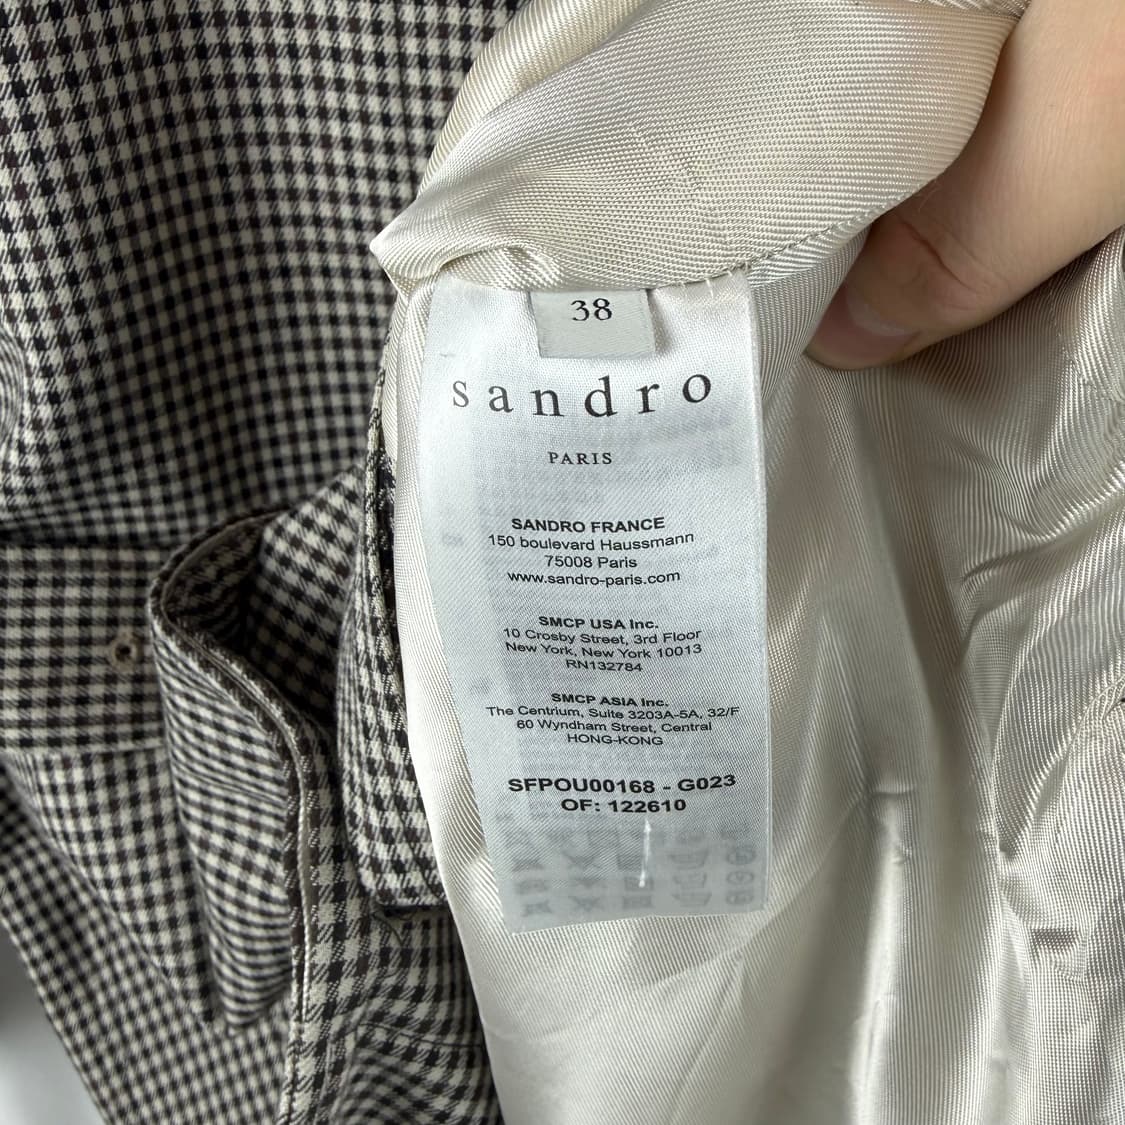 38
sandro
PARIS
SANDRO FRANCE
150 boulevard Haussmann
75008 Paris
www.sandro-paris.com
SMCP USA Inc.
10 Crosby Street, 3rd Floor
New York, New York 10013
RN132784
SMCP ASIA Inc.
The Centrium, Suite 3203A-5A, 32/F
60 Wyndham Street, Central
HONG-KONG
SFPOU00168 - G023
OF: 122610